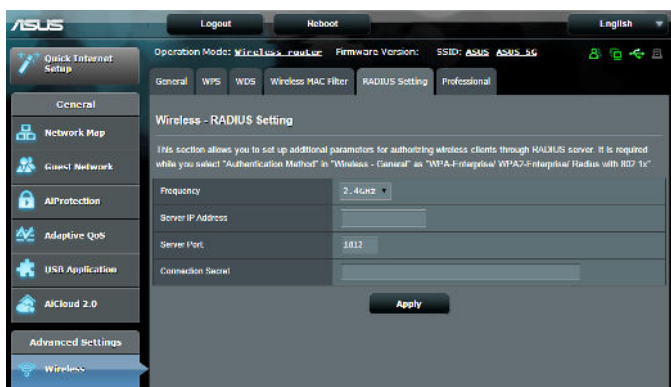 ASUS
Logout
Reboot
English
Quick Internet Setup
Operation Mode: Wireless router Firmware Version: SSID: ASUS ASUS_5G
General WPS WDS Wireless MAC Filter RADIUS Setting Professional
General
Network Map
Guest Network
AiProtection
Adaptive QoS
USB Application
AiCloud 2.0
Advanced Settings
Wireless
Wireless - RADIUS Setting
This section allows you to set up additional parameters for authorizing wireless clients through RADIUS server. It is required
while you select "Authentication Method" in "Wireless - General" as "WPA-Enterprise/ WPA2-Enterprise/ Radius with 802.1x".
Frequency 2.4GHz
Server IP Address
Server Port 1812
Connection Secret
Apply